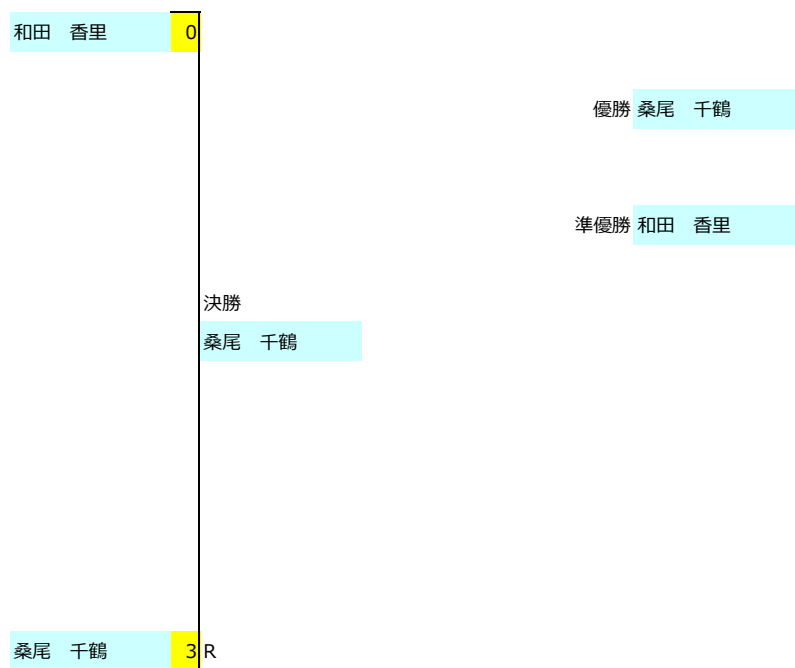 和田　香里 0
優勝 桑尾　千鶴
準優勝 和田　香里
決勝
桑尾　千鶴
桑尾　千鶴 3 R